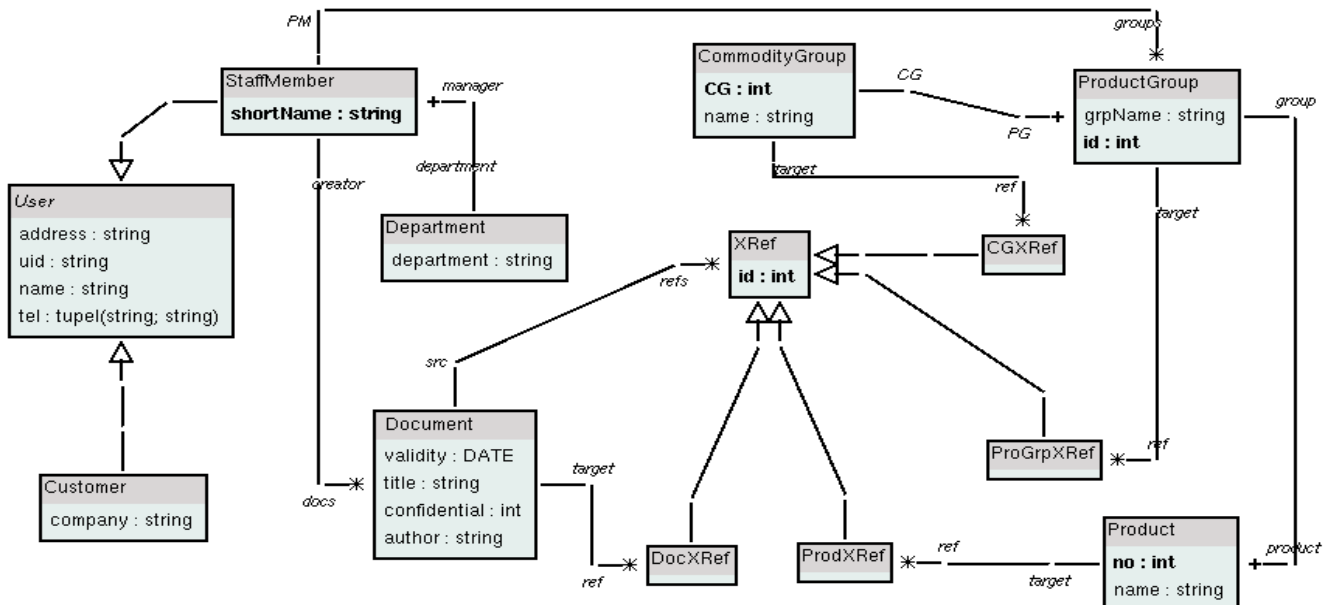 PM
groups
StaffMember
shortName : string
manager
CommodityGroup
CG : int
name : string
CG
PG
ProductGroup
grpName : string
id : int
group
creator
department
target
ref
target
User
address : string
uid : string
name : string
tel : tupel(string; string)
Department
department : string
XRef
id : int
CGXRef
refs
src
Document
validity : DATE
title : string
confidential : int
author : string
target
docs
ref
ProGrpXRef
ref
Customer
company : string
DocXRef
ProdXRef
ref
target
Product
no : int
name : string
product